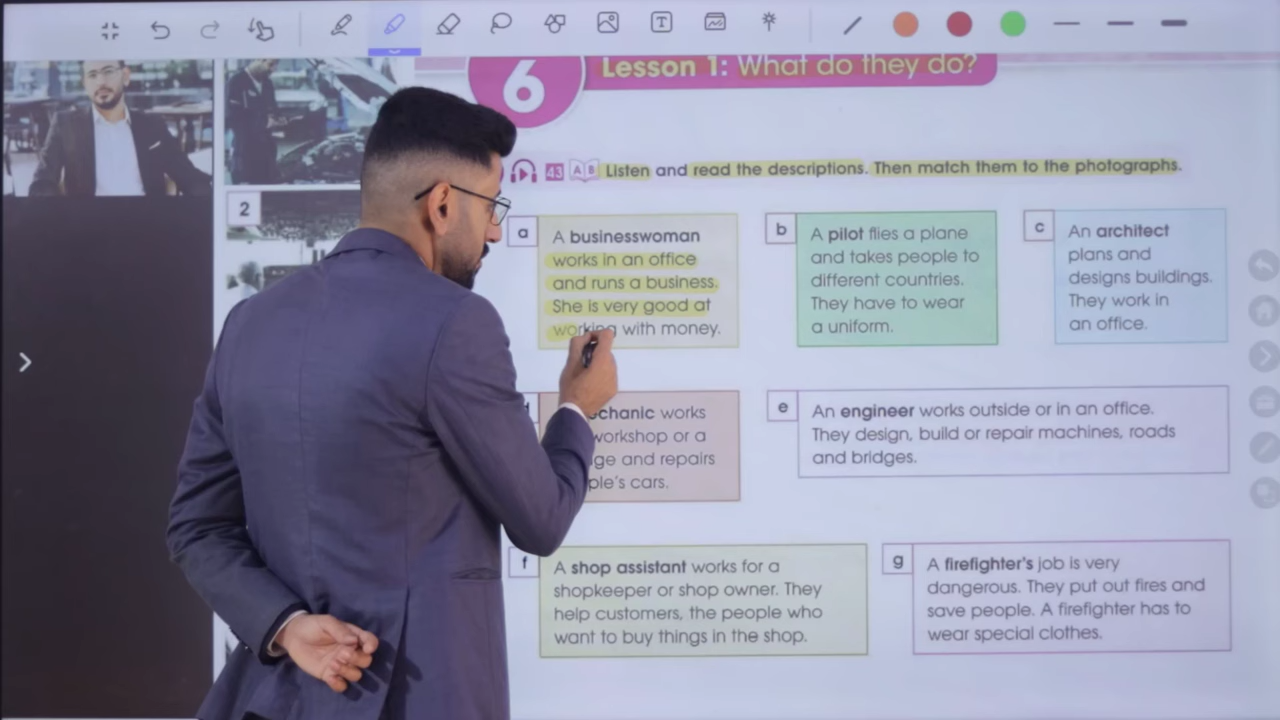 6
Lesson 1: What do they do?
43 A B Listen and read the descriptions. Then match them to the photographs.
2
a
A businesswoman
works in an office
and runs a business.
She is very good at
working with money.
b
A pilot flies a plane
and takes people to
different countries.
They have to wear
a uniform.
c
An architect
plans and
designs buildings.
They work in
an office.
works
workshop or a
and repairs
cars.
e
An engineer works outside or in an office.
They design, build or repair machines, roads
and bridges.
f
A shop assistant works for a
shopkeeper or shop owner. They
help customers, the people who
want to buy things in the shop.
g
A firefighter's job is very
dangerous. They put out fires and
save people. A firefighter has to
wear special clothes.